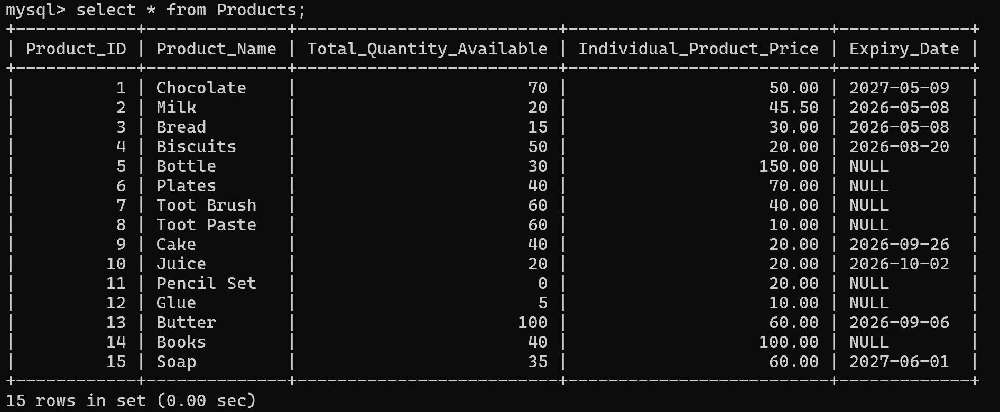 mysql> select * from Products;
+------------+--------------+--------------------------+--------------------------+-------------+
| Product_ID | Product_Name | Total_Quantity_Available | Individual_Product_Price | Expiry_Date |
+------------+--------------+--------------------------+--------------------------+-------------+
|          1 | Chocolate    |                       70 |                    50.00 | 2027-05-09  |
|          2 | Milk         |                       20 |                    45.50 | 2026-05-08  |
|          3 | Bread        |                       15 |                    30.00 | 2026-05-08  |
|          4 | Biscuits     |                       50 |                    20.00 | 2026-08-20  |
|          5 | Bottle       |                       30 |                   150.00 | NULL        |
|          6 | Plates       |                       40 |                    70.00 | NULL        |
|          7 | Toot Brush   |                       60 |                    40.00 | NULL        |
|          8 | Toot Paste   |                       60 |                    10.00 | NULL        |
|          9 | Cake         |                       40 |                    20.00 | 2026-09-26  |
|         10 | Juice        |                       20 |                    20.00 | 2026-10-02  |
|         11 | Pencil Set   |                        0 |                    20.00 | NULL        |
|         12 | Glue         |                        5 |                    10.00 | NULL        |
|         13 | Butter       |                      100 |                    60.00 | 2026-09-06  |
|         14 | Books        |                       40 |                   100.00 | NULL        |
|         15 | Soap         |                       35 |                    60.00 | 2027-06-01  |
+------------+--------------+--------------------------+--------------------------+-------------+
15 rows in set (0.00 sec)